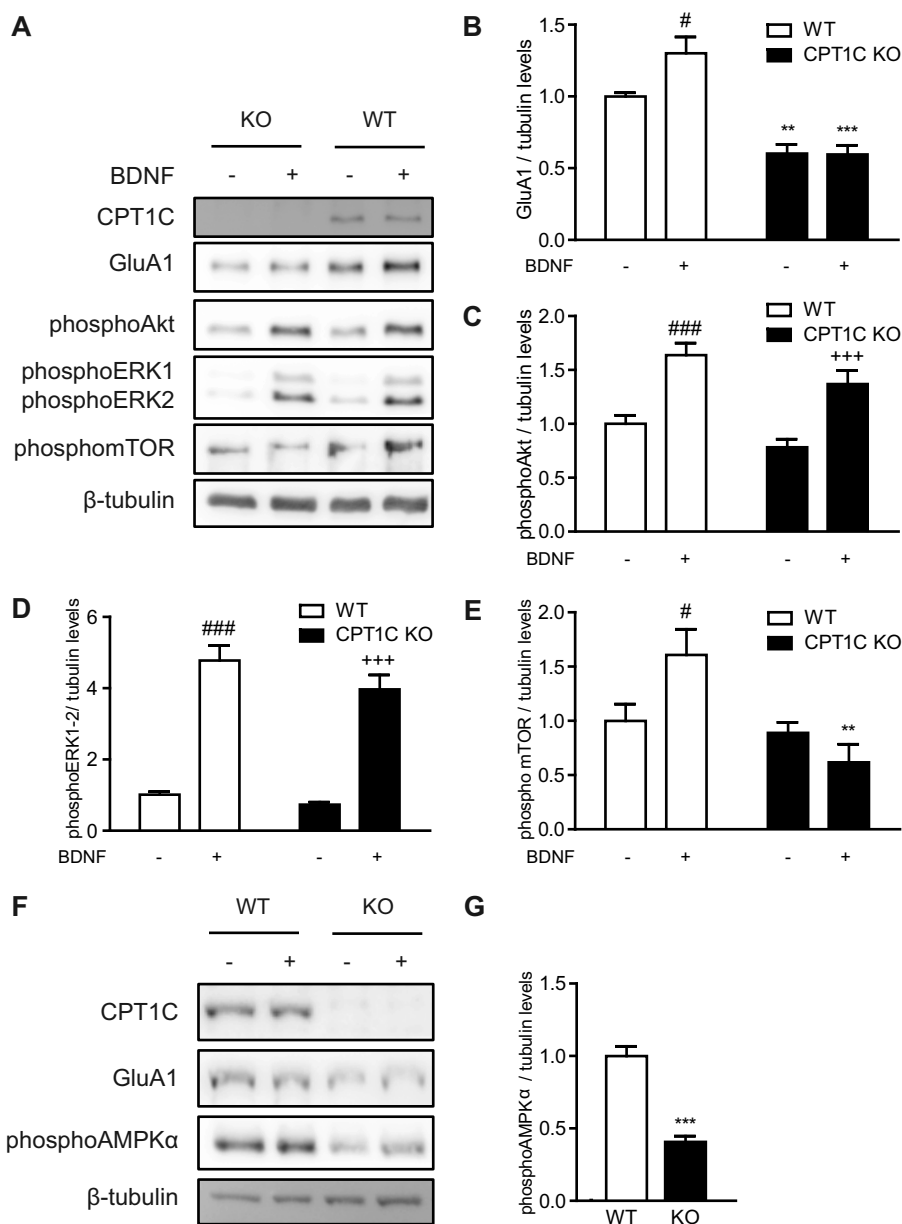 A
KO WT
BDNF - + - +
CPT1C
GluA1
phosphoAkt
phosphoERK1
phosphoERK2
phosphomTOR
β-tubulin
B
GluA1 / tubulin levels
1.5
1.0
0.5
0.0
#
** ***
WT
CPT1C KO
BDNF - + - +
C
phosphoAkt / tubulin levels
2.0
1.5
1.0
0.5
0.0
###
+++
WT
CPT1C KO
BDNF - + - +
D
phosphoERK1-2/ tubulin levels
6
4
2
0
###
+++
WT
CPT1C KO
BDNF - + - +
E
phospho mTOR / tubulin levels
2.0
1.5
1.0
0.5
0.0
#
**
WT
CPT1C KO
BDNF - + - +
F
WT KO
- + - +
CPT1C
GluA1
phosphoAMPKα
β-tubulin
G
phosphoAMPKα / tubulin levels
1.5
1.0
0.5
0.0
***
WT KO